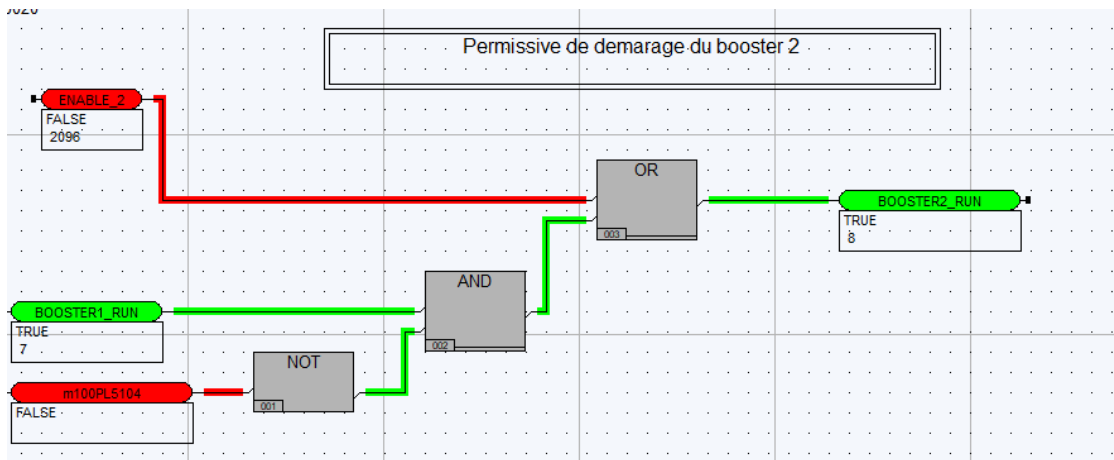 Permissive de demarage du booster 2
ENABLE_2
FALSE
2096
OR
003
BOOSTER2_RUN
TRUE
8
AND
002
BOOSTER1_RUN
TRUE
7
NOT
001
m100PL5104
FALSE